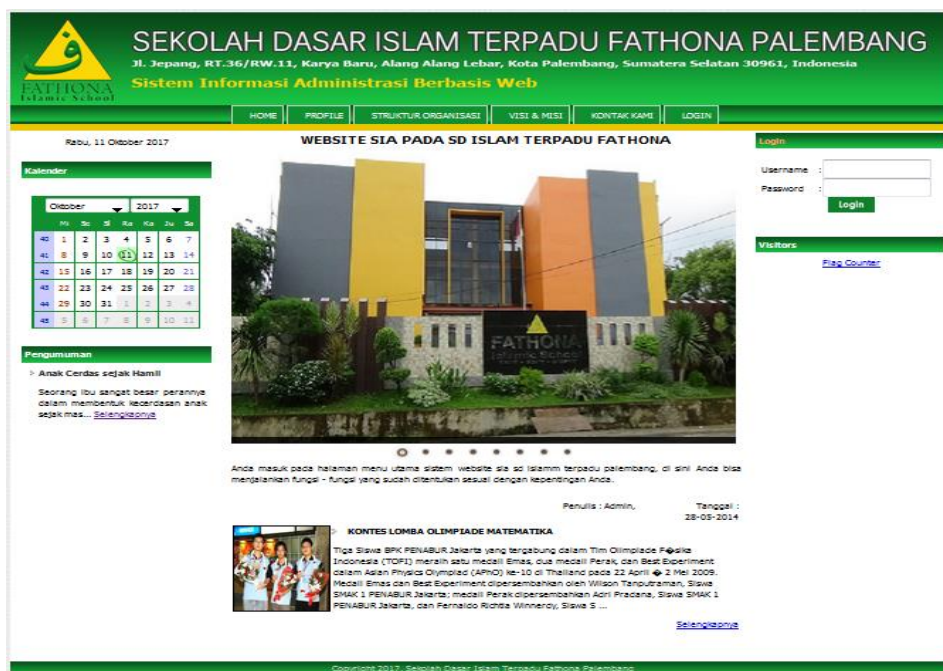 FATHONA
Islamic School
SEKOLAH DASAR ISLAM TERPADU FATHONA PALEMBANG
Jl. Jepang, RT.36/RW.11, Karya Baru, Alang Alang Lebar, Kota Palembang, Sumatera Selatan 30961, Indonesia
Sistem Informasi Administrasi Berbasis Web
HOME PROFILE STRUKTUR ORGANISASI VISI & MISI KONTAK KAMI LOGIN
Rabu, 11 Oktober 2017
Kalender
Oktober 2017
Mi Se Sl Ra Ka Ju Sa
40 1 2 3 4 5 6 7
41 8 9 10 11 12 13 14
42 15 16 17 18 19 20 21
43 22 23 24 25 26 27 28
44 29 30 31 1 2 3 4
45 5 6 7 8 9 10 11
Pengumuman
Anak Cerdas sejak Hamil
Seorang ibu sangat besar perannya
dalam membentuk kecerdasan anak
sejak mas... Selengkapnya
WEBSITE SIA PADA SD ISLAM TERPADU FATHONA
FATHONA
Islamic School
Anda masuk pada halaman menu utama sistem website sia sd islamm terpadu palembang, di sini Anda bisa
menjalankan fungsi - fungsi yang sudah ditentukan sesuai dengan kepentingan Anda.
Penulis : Admin, Tanggal :
28-05-2014
KONTES LOMBA OLIMPIADE MATEMATIKA
Tiga Siswa BPK PENABUR Jakarta yang tergabung dalam Tim Olimpiade F�sika
Indonesia (TOFI) meraih satu medali Emas, dua medali Perak, dan Best Experiment
dalam Asian Physics Olympiad (APhO) ke-10 di Thailand pada 22 April � 2 Mei 2009.
Medali Emas dan Best Experiment dipersembahkan oleh Wilson Tanputraman, Siswa
SMAK 1 PENABUR Jakarta; medali Perak dipersembahkan Adri Pradana, Siswa SMAK 1
PENABUR Jakarta, dan Fernaldo Richtia Winnerdy, Siswa S ...
Selengkapnya
Login
Username :
Password :
Login
Visitors
Flag Counter
Copyright 2017. Sekolah Dasar Islam Terpadu Fathona Palembang